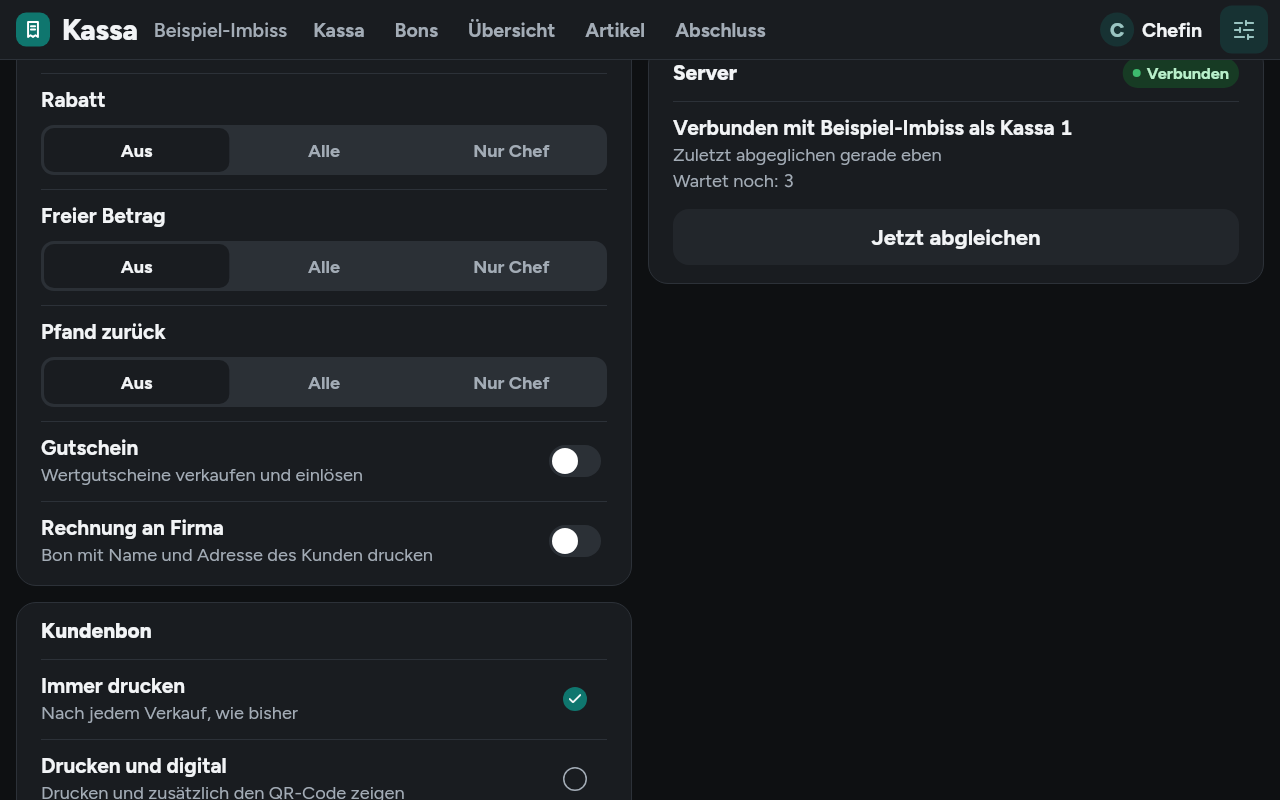 Kassa
Beispiel-Imbiss
Kassa
Bons
Übersicht
Artikel
Abschluss
C
Chefin
Rabatt
Aus
Alle
Nur Chef
Freier Betrag
Aus
Alle
Nur Chef
Pfand zurück
Aus
Alle
Nur Chef
Gutschein
Wertgutscheine verkaufen und einlösen
Rechnung an Firma
Bon mit Name und Adresse des Kunden drucken
Kundenbon
Immer drucken
Nach jedem Verkauf, wie bisher
Drucken und digital
Drucken und zusätzlich den QR-Code zeigen
Server
Verbunden
Verbunden mit Beispiel-Imbiss als Kassa 1
Zuletzt abgeglichen gerade eben
Wartet noch: 3
Jetzt abgleichen